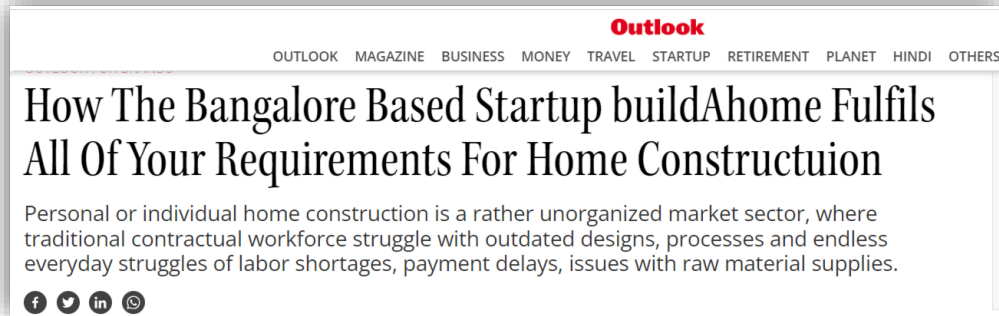 Outlook
OUTLOOK MAGAZINE BUSINESS MONEY TRAVEL STARTUP RETIREMENT PLANET HINDI OTHERS
How The Bangalore Based Startup buildAhome Fulfils
All Of Your Requirements For Home Constructuion
Personal or individual home construction is a rather unorganized market sector, where
traditional contractual workforce struggle with outdated designs, processes and endless
everyday struggles of labor shortages, payment delays, issues with raw material supplies.